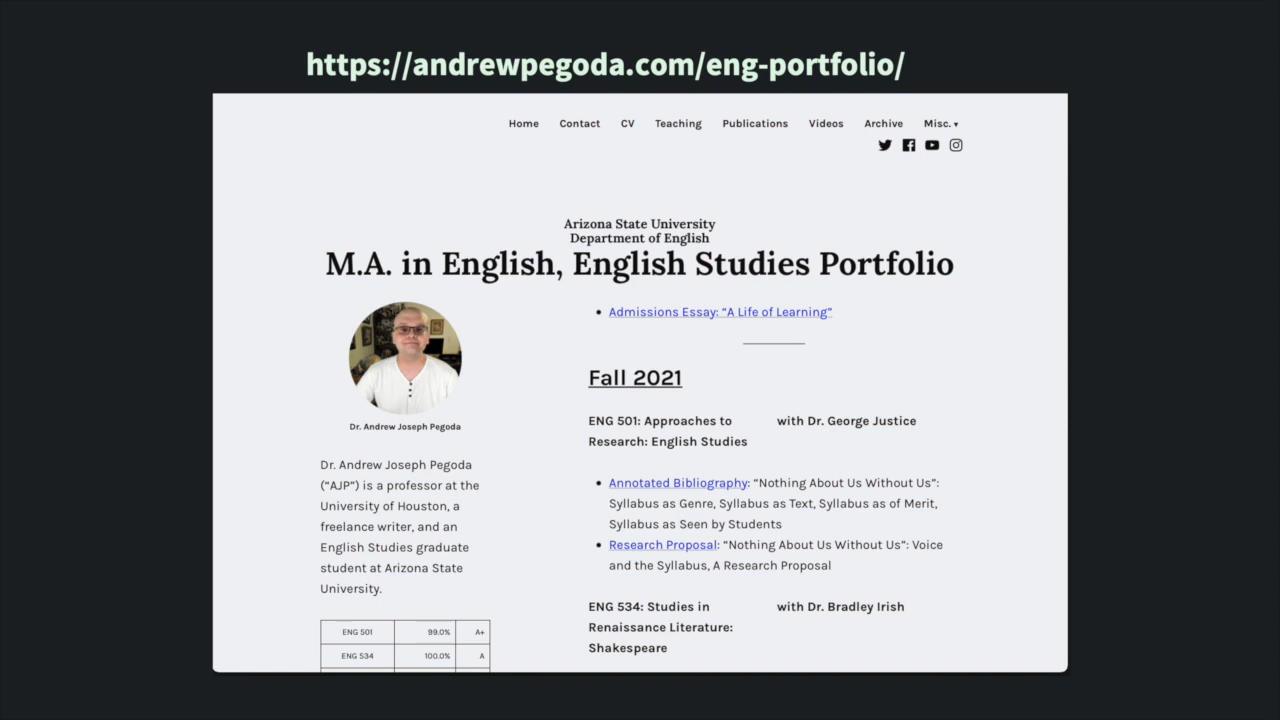 https://andrewpegoda.com/eng-portfolio/
Home Contact CV Teaching Publications Videos Archive Misc. ▾
Arizona State University
Department of English
M.A. in English, English Studies Portfolio
Dr. Andrew Joseph Pegoda
Dr. Andrew Joseph Pegoda
(“AJP”) is a professor at the
University of Houston, a
freelance writer, and an
English Studies graduate
student at Arizona State
University.
ENG 501 99.0% A+
ENG 534 100.0% A
• Admissions Essay: “A Life of Learning”
Fall 2021
ENG 501: Approaches to
Research: English Studies
with Dr. George Justice
• Annotated Bibliography: “Nothing About Us Without Us”:
Syllabus as Genre, Syllabus as Text, Syllabus as of Merit,
Syllabus as Seen by Students
• Research Proposal: “Nothing About Us Without Us”: Voice
and the Syllabus, A Research Proposal
ENG 534: Studies in
Renaissance Literature:
Shakespeare
with Dr. Bradley Irish